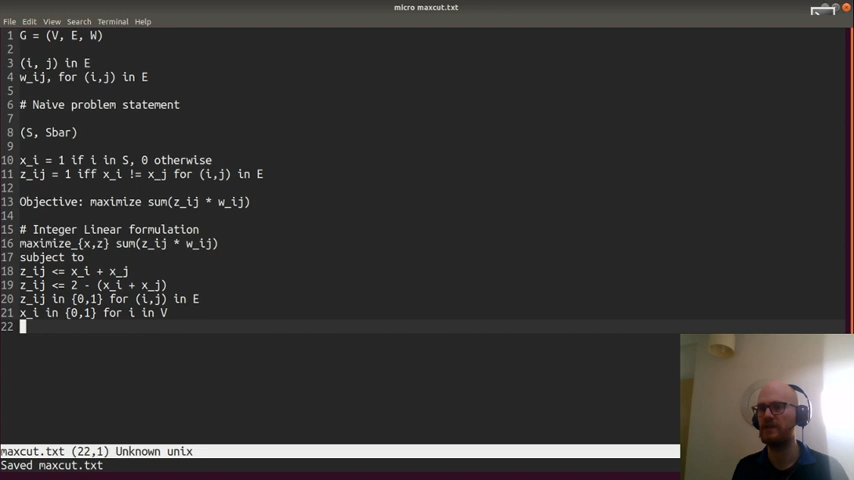 micro maxcut.txt
File Edit View Search Terminal Help
1 G = (V, E, W)
2
3 (i, j) in E
4 w_ij, for (i,j) in E
5
6 # Naive problem statement
7
8 (S, Sbar)
9
10 x_i = 1 if i in S, 0 otherwise
11 z_ij = 1 iff x_i != x_j for (i,j) in E
12
13 Objective: maximize sum(z_ij * w_ij)
14
15 # Integer Linear formulation
16 maximize_{x,z} sum(z_ij * w_ij)
17 subject to
18 z_ij <= x_i + x_j
19 z_ij <= 2 - (x_i + x_j)
20 z_ij in {0,1} for (i,j) in E
21 x_i in {0,1} for i in V
22
maxcut.txt (22,1) Unknown unix
Saved maxcut.txt